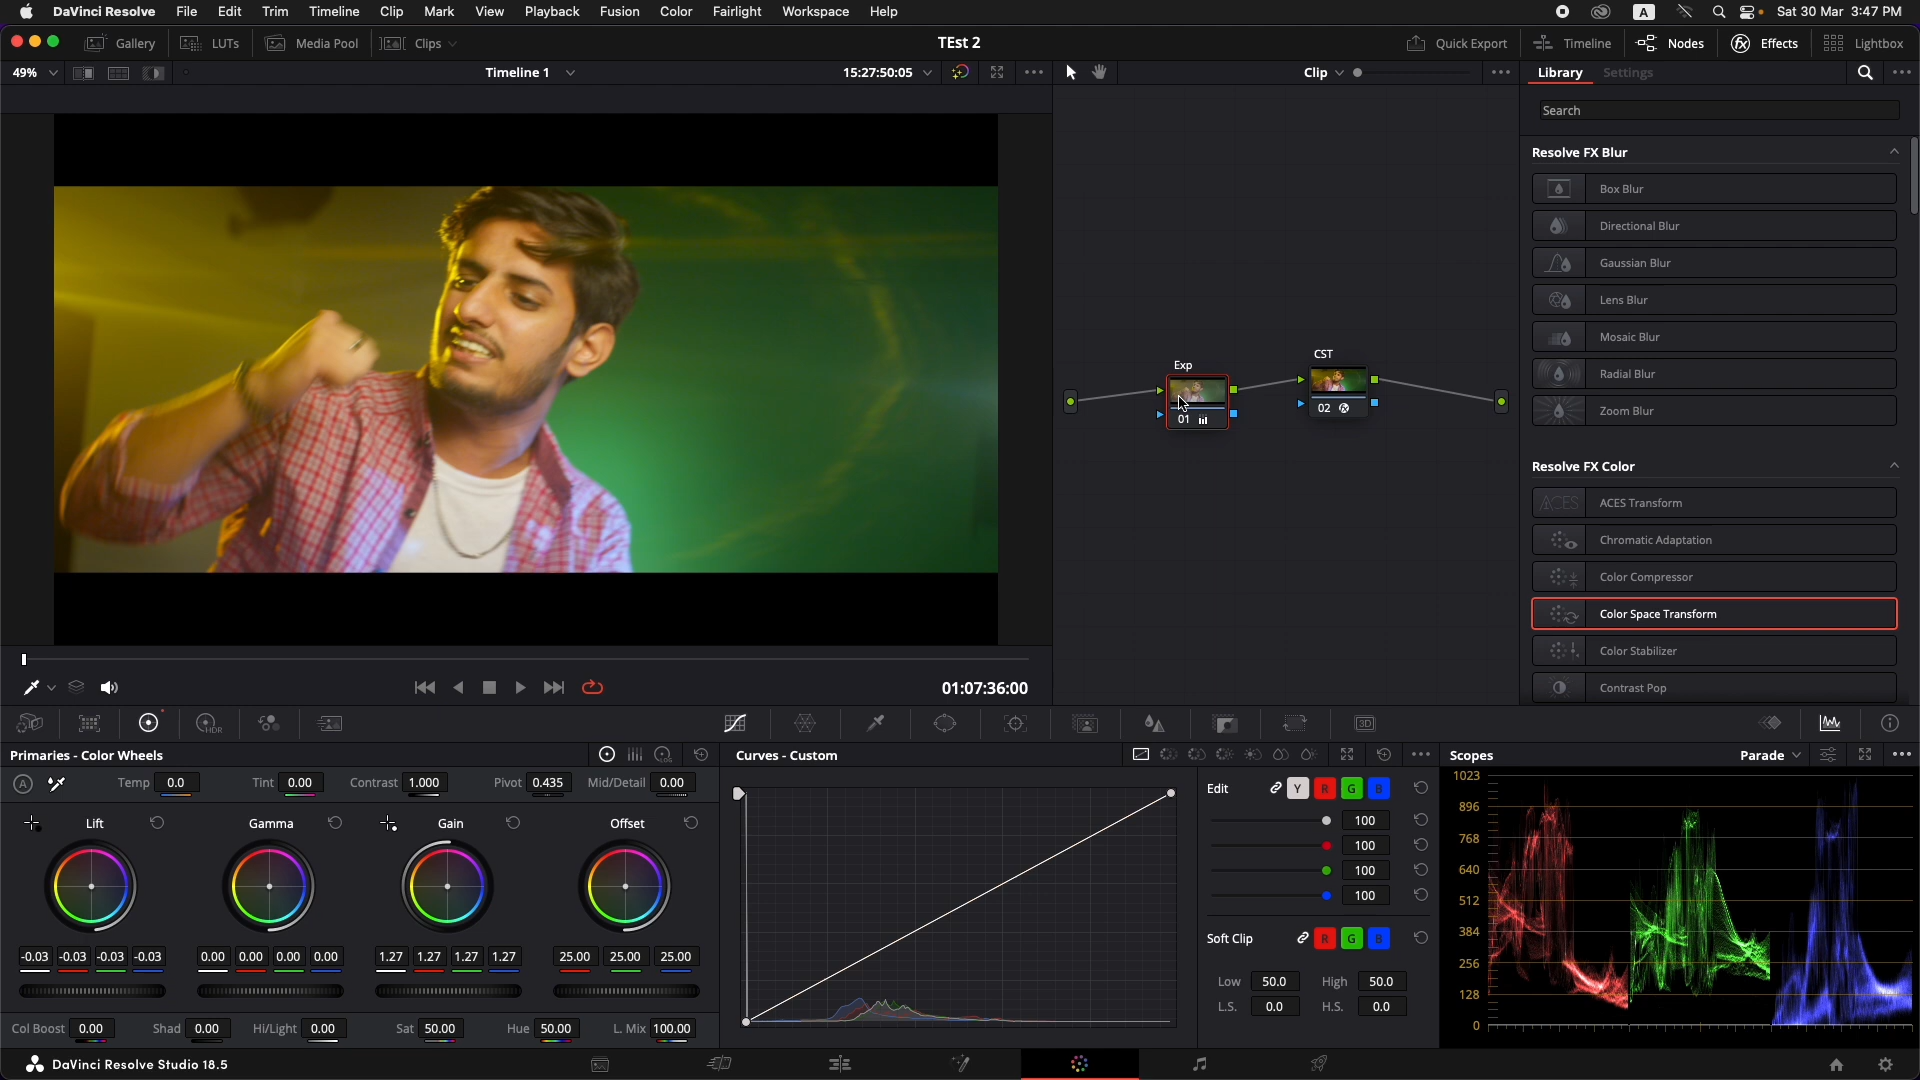 DaVinci Resolve File Edit Trim Timeline Clip Mark View Playback Fusion Color Fairlight Workspace Help A Sat 30 Mar 3:47 PM
Gallery LUTs Media Pool Clips TEst 2 Quick Export Timeline Nodes Effects Lightbox
49% Timeline 1 15:27:50:05 Clip Library Settings
Search
Resolve FX Blur
Box Blur
Directional Blur
Gaussian Blur
Lens Blur
Mosaic Blur
Radial Blur
Zoom Blur
Resolve FX Color
ACES ACES Transform
Chromatic Adaptation
Color Compressor
Color Space Transform
Color Stabilizer
Contrast Pop
Exp
01
CST
02
01:07:36:00
HDR
3D
Primaries - Color Wheels
LOG
A Temp 0.0 Tint 0.00 Contrast 1.000 Pivot 0.435 Mid/Detail 0.00
Lift Gamma Gain Offset
-0.03 -0.03 -0.03 -0.03 0.00 0.00 0.00 0.00 1.27 1.27 1.27 1.27 25.00 25.00 25.00
Col Boost 0.00 Shad 0.00 Hi/Light 0.00 Sat 50.00 Hue 50.00 L. Mix 100.00
Curves - Custom
Edit Y R G B
100
100
100
100
Soft Clip R G B
Low 50.0 High 50.0
L.S. 0.0 H.S. 0.0
Scopes Parade
1023
896
768
640
512
384
256
128
0
DaVinci Resolve Studio 18.5